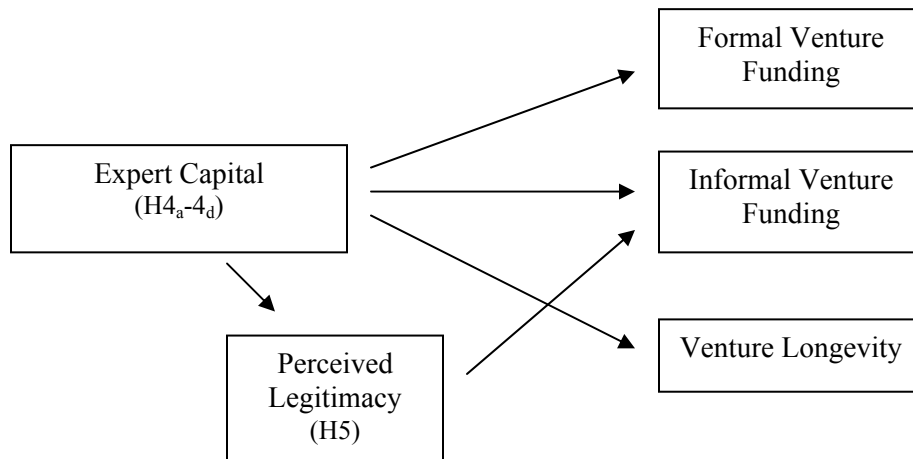 Formal Venture
Funding
Expert Capital
(H4a-4d)
Informal Venture
Funding
Venture Longevity
Perceived
Legitimacy
(H5)